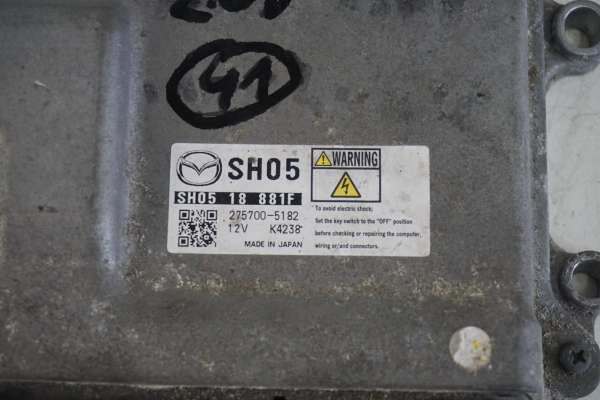 41
SH05
SH05 18 881F
275700-5182
12V K4238
MADE IN JAPAN
WARNING
To avoid electric shock:
Set the key switch to the "OFF" position
before checking or repairing the computer,
wiring or/and connectors.